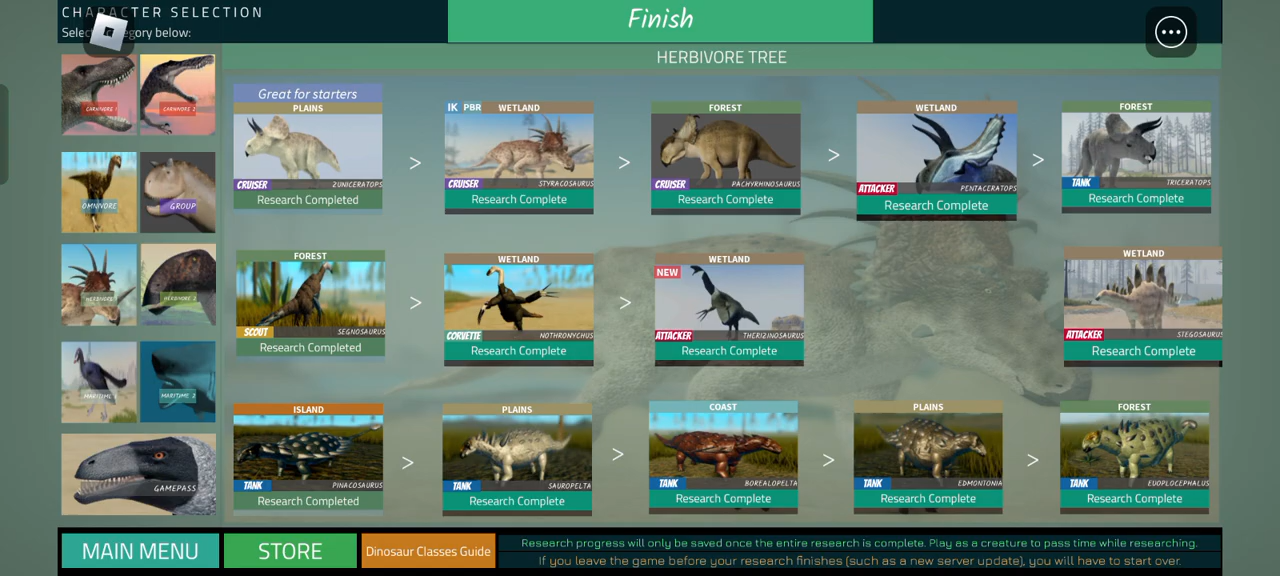 CHARACTER SELECTION
Finish
Select category below:
HERBIVORE TREE
CARNIVORE 1
CARNIVORE 2
OMNIVORE
GROUP
HERBIVORE 1
HERBIVORE 2
MARITIME 1
MARITIME 2
GAMEPASS
Great for starters
PLAINS
CRUISER
ZUNICERATOPS
Research Completed
>
IK PBR WETLAND
CRUISER
STYRACOSAURUS
Research Complete
>
FOREST
CRUISER
PACHYRHINOSAURUS
Research Complete
>
WETLAND
ATTACKER
PENTACERATOPS
Research Complete
>
FOREST
TANK
TRICERATOPS
Research Complete
FOREST
SCOUT
SEGNOSAURUS
Research Completed
>
WETLAND
CORVETTE
NOTHRONYCHUS
Research Complete
>
WETLAND
NEW
ATTACKER
THERIZINOSAURUS
Research Complete
WETLAND
ATTACKER
STEGOSAURUS
Research Complete
ISLAND
TANK
PINACOSAURUS
Research Completed
>
PLAINS
TANK
SAUROPELTA
Research Complete
>
COAST
TANK
BOREALOPELTA
Research Complete
>
PLAINS
TANK
EDMONTONIA
Research Complete
>
FOREST
TANK
EUOPLOCEPHALUS
Research Complete
MAIN MENU
STORE
Dinosaur Classes Guide
Research progress will only be saved once the entire research is complete. Play as a creature to pass time while researching.
If you leave the game before your research finishes (such as a new server update), you will have to start over.